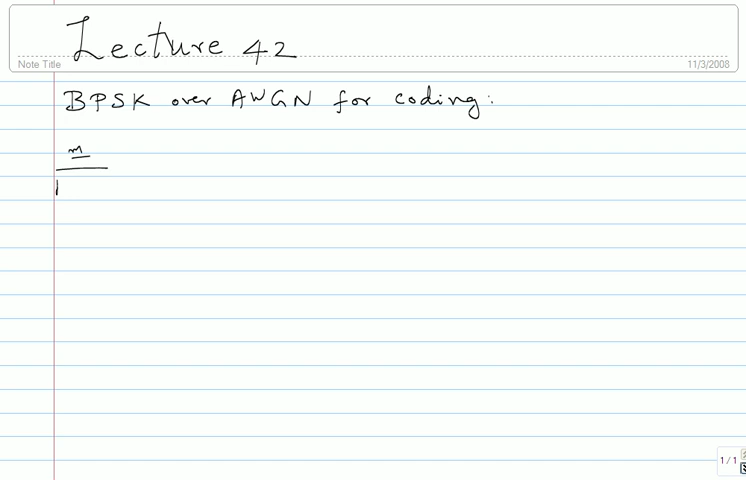 Lecture 42
Note Title
11/3/2008
BPSK over AWGN for coding:
m
1/1